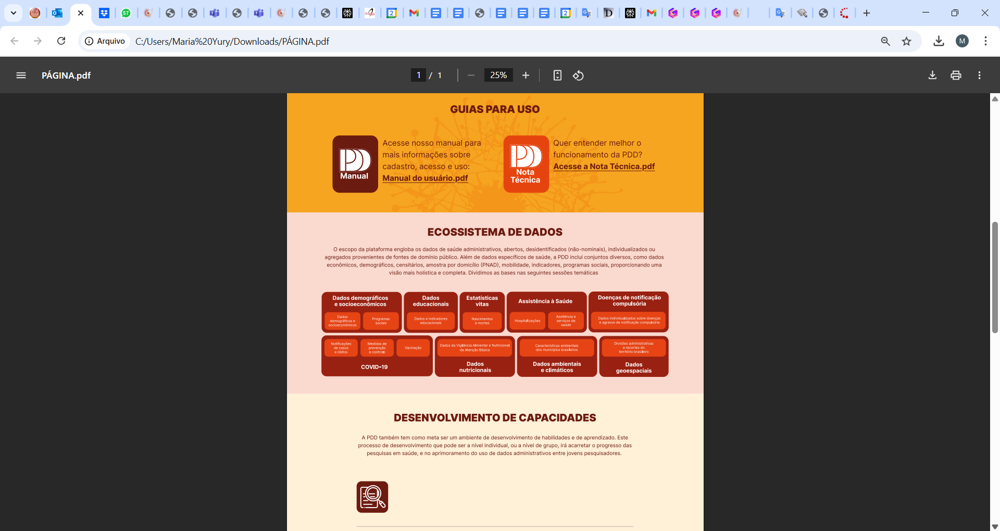 57
2
2
Arquivo
C:/Users/Maria%20Yury/Downloads/PÁGINA.pdf
M
PÁGINA.pdf
1 / 1
25%
GUIAS PARA USO
Manual
Acesse nosso manual para
mais informações sobre
cadastro, acesso e uso:
Manual do usuário.pdf
Nota
Técnica
Quer entender melhor o
funcionamento da PDD?
Acesse a Nota Técnica.pdf
ECOSSISTEMA DE DADOS
O escopo da plataforma engloba os dados de saúde administrativos, abertos, desidentificados (não-nominais), individualizados ou
agregados provenientes de fontes de domínio público. Além de dados específicos de saúde, a PDD inclui conjuntos diversos, como dados
econômicos, demográficos, censitários, amostra por domicílio (PNAD), mobilidade, indicadores, programas sociais, proporcionando uma
visão mais holística e completa. Dividimos as bases nas seguintes sessões temáticas
Dados demográficos
e socioeconômicos
Dados
demográficos e
socioeconômicos
Programas
sociais
Dados
educacionais
Dados e indicadores
educacionais
Estatísticas
vitas
Nascimentos
e mortes
Assistência à Saúde
Hospitalizações
Assitência e
serviços de
saúde
Doenças de notificação
compulsória
Dados individualizados sobre doenças
e agravos de notificação compulsória
Notificações
de casos
e óbitos
Medidas de
prevenção
e controle
Vacinação
COVID-19
Dados da Vigilância Alimentar e Nutricional
da Atenção Básica
Dados
nutricionais
Características ambientais
dos municípios brasileiros
Dados ambientais
e climáticos
Divisões administrativas
e recortes do
território brasileiro
Dados
geoespaciais
DESENVOLVIMENTO DE CAPACIDADES
A PDD também tem como meta ser um ambiente de desenvolvimento de habilidades e de aprendizado. Este
processo de desenvolvimento que pode ser a nível individual, ou a nível de grupo, irá acarretar o progresso das
pesquisas em saúde, e no aprimoramento do uso de dados administrativos entre jovens pesquisadores.